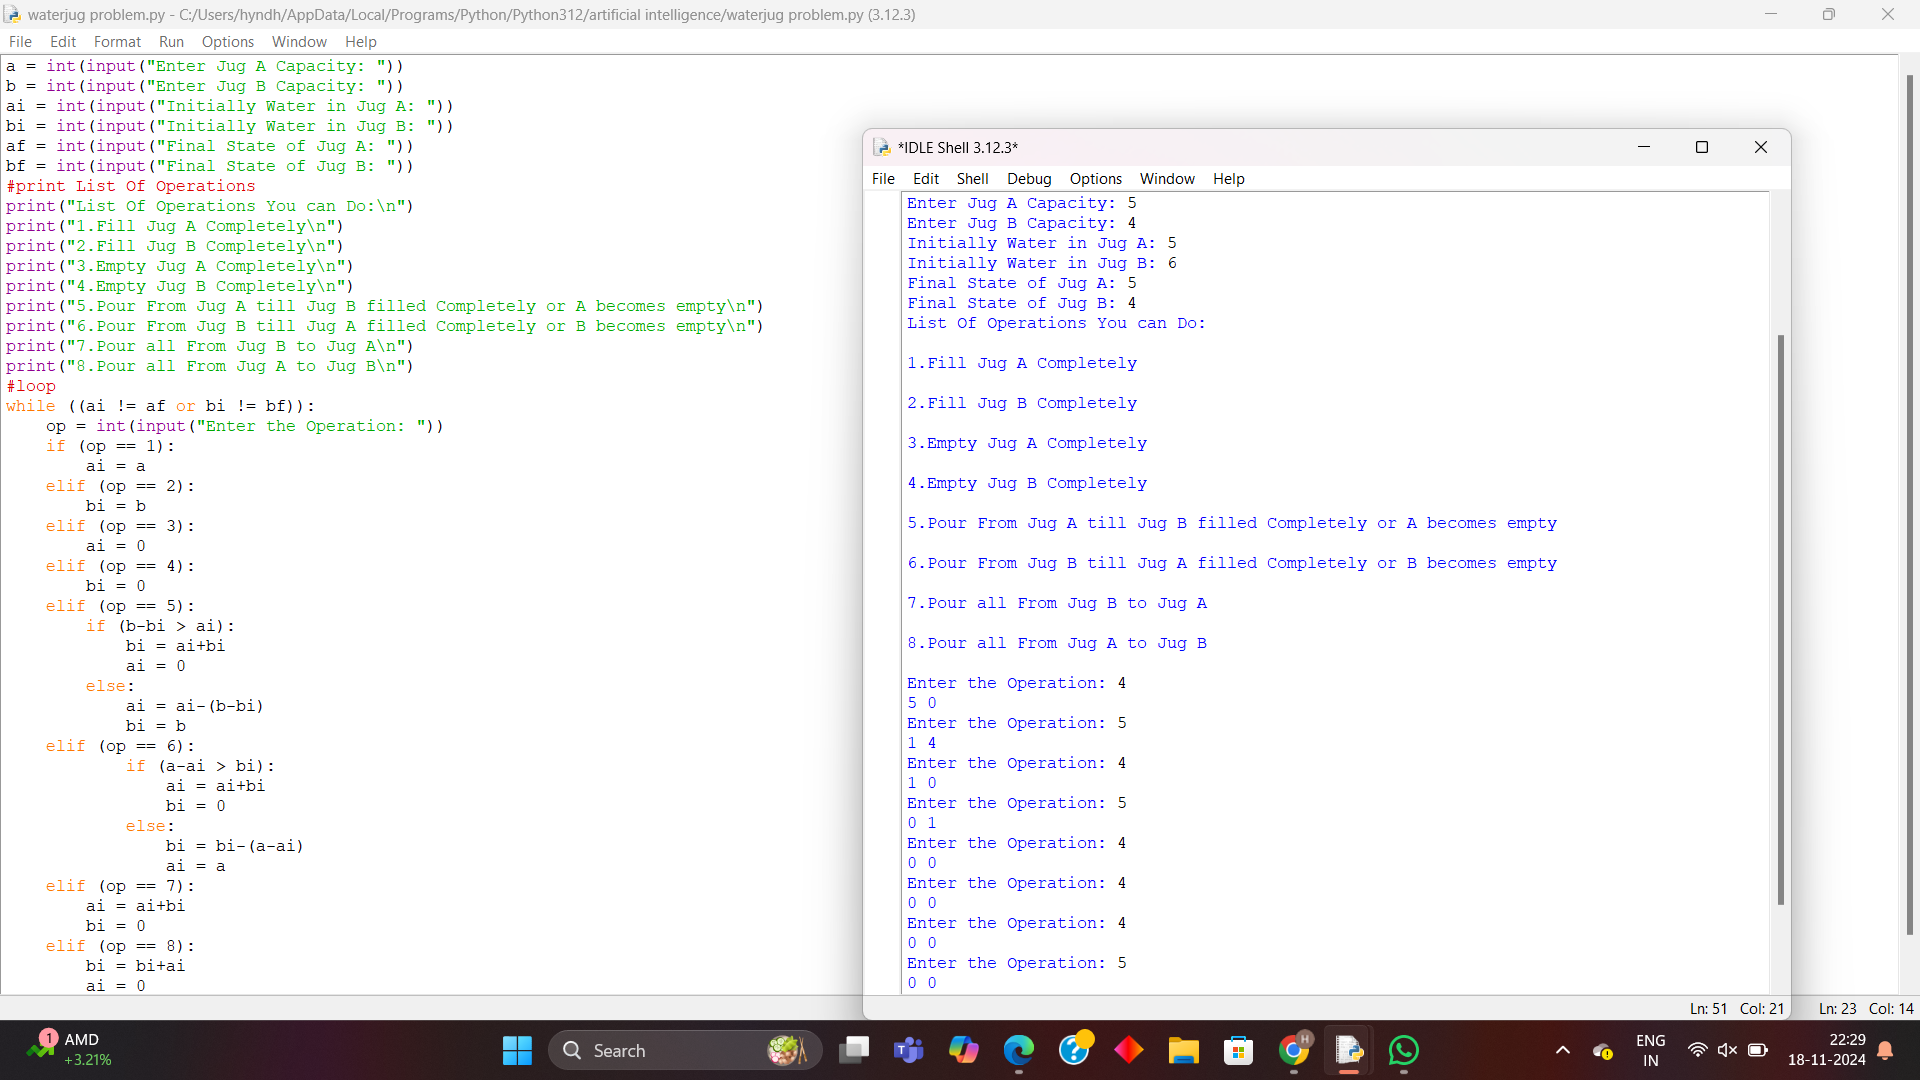 waterjug problem.py - C:/Users/hyndh/AppData/Local/Programs/Python/Python312/artificial intelligence/waterjug problem.py (3.12.3)
File Edit Format Run Options Window Help
a = int(input("Enter Jug A Capacity: "))
b = int(input("Enter Jug B Capacity: "))
ai = int(input("Initially Water in Jug A: "))
bi = int(input("Initially Water in Jug B: "))
af = int(input("Final State of Jug A: "))
bf = int(input("Final State of Jug B: "))
#print List Of Operations
print("List Of Operations You can Do:\n")
print("1.Fill Jug A Completely\n")
print("2.Fill Jug B Completely\n")
print("3.Empty Jug A Completely\n")
print("4.Empty Jug B Completely\n")
print("5.Pour From Jug A till Jug B filled Completely or A becomes empty\n")
print("6.Pour From Jug B till Jug A filled Completely or B becomes empty\n")
print("7.Pour all From Jug B to Jug A\n")
print("8.Pour all From Jug A to Jug B\n")
#loop
while ((ai != af or bi != bf)):
    op = int(input("Enter the Operation: "))
    if (op == 1):
        ai = a
    elif (op == 2):
        bi = b
    elif (op == 3):
        ai = 0
    elif (op == 4):
        bi = 0
    elif (op == 5):
        if (b-bi > ai):
            bi = ai+bi
            ai = 0
        else:
            ai = ai-(b-bi)
            bi = b
    elif (op == 6):
            if (a-ai > bi):
                ai = ai+bi
                bi = 0
            else:
                bi = bi-(a-ai)
                ai = a
    elif (op == 7):
        ai = ai+bi
        bi = 0
    elif (op == 8):
        bi = bi+ai
        ai = 0
*IDLE Shell 3.12.3*
File Edit Shell Debug Options Window Help
Enter Jug A Capacity: 5
Enter Jug B Capacity: 4
Initially Water in Jug A: 5
Initially Water in Jug B: 6
Final State of Jug A: 5
Final State of Jug B: 4
List Of Operations You can Do:
1.Fill Jug A Completely
2.Fill Jug B Completely
3.Empty Jug A Completely
4.Empty Jug B Completely
5.Pour From Jug A till Jug B filled Completely or A becomes empty
6.Pour From Jug B till Jug A filled Completely or B becomes empty
7.Pour all From Jug B to Jug A
8.Pour all From Jug A to Jug B
Enter the Operation: 4
5 0
Enter the Operation: 5
1 4
Enter the Operation: 4
1 0
Enter the Operation: 5
0 1
Enter the Operation: 4
0 0
Enter the Operation: 4
0 0
Enter the Operation: 4
0 0
Enter the Operation: 5
0 0
Ln: 51 Col: 21
Ln: 23 Col: 14
1
AMD
+3.21%
Search
H
ENG
IN
22:29
18-11-2024